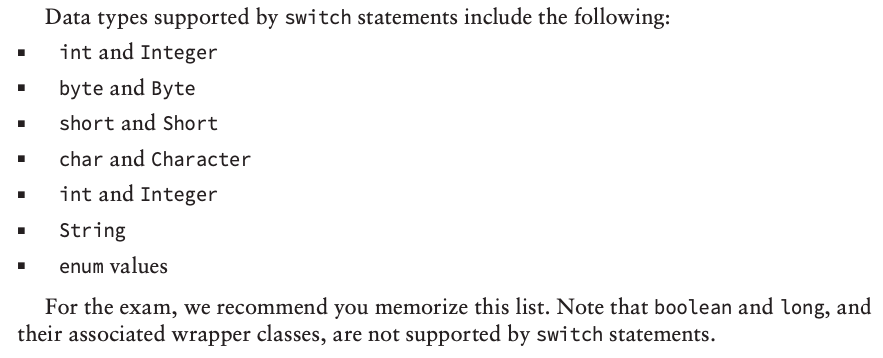 Data types supported by switch statements include the following:
▪ int and Integer
▪ byte and Byte
▪ short and Short
▪ char and Character
▪ int and Integer
▪ String
▪ enum values
For the exam, we recommend you memorize this list. Note that boolean and long, and
their associated wrapper classes, are not supported by switch statements.